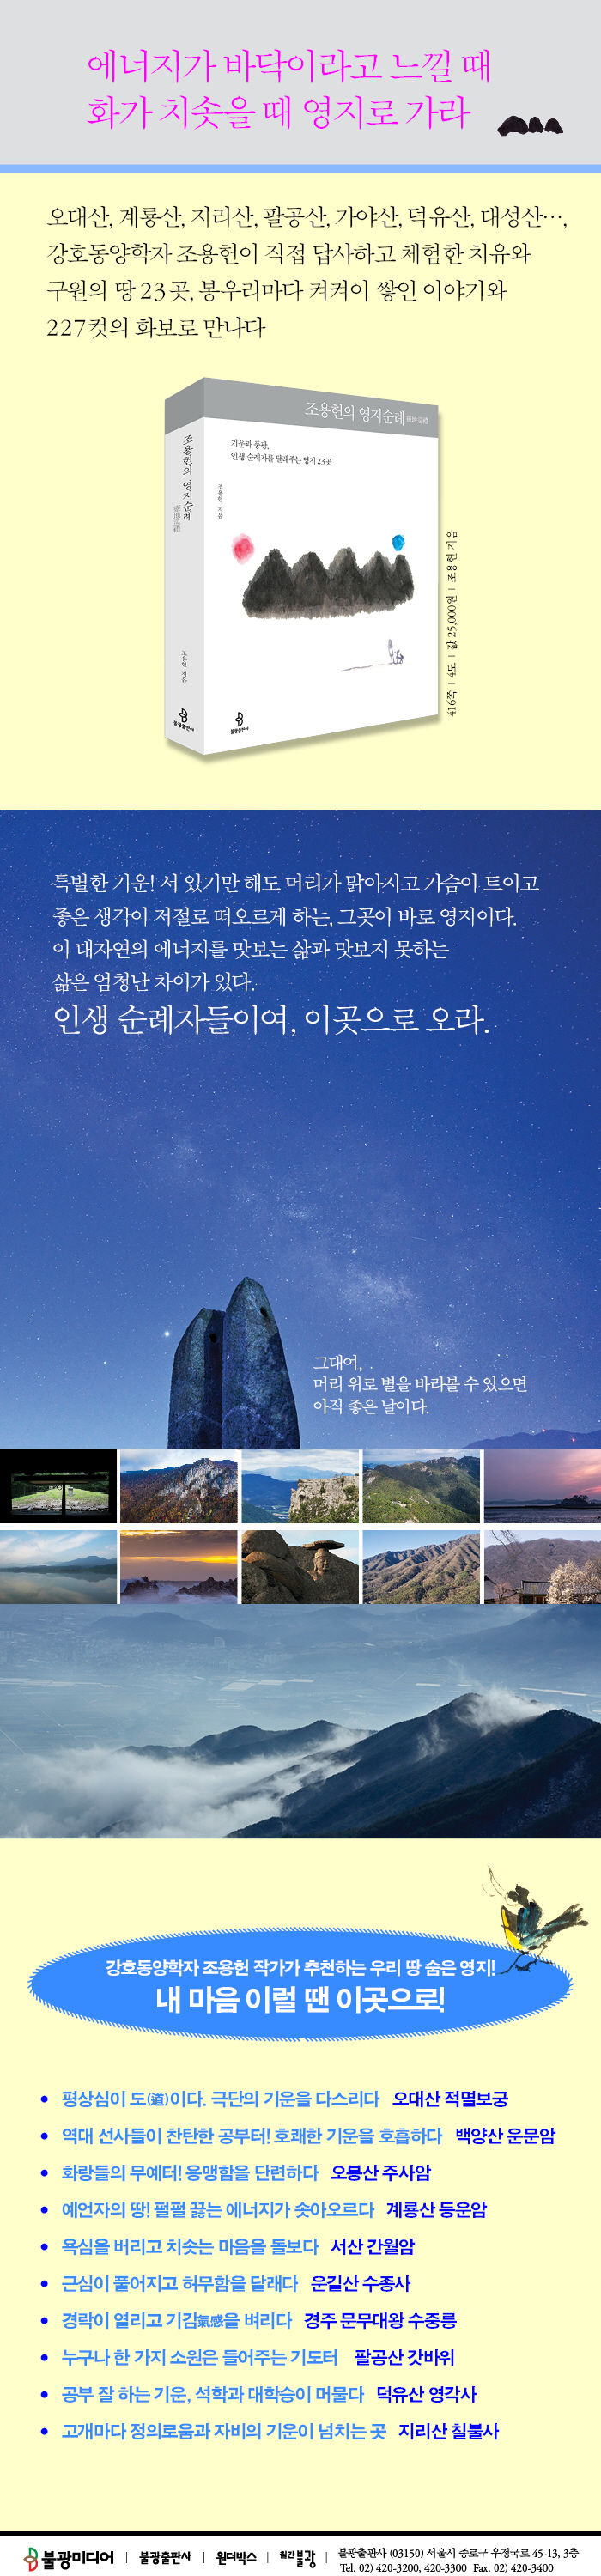 에너지가 바닥이라고 느낄 때
화가 치솟을 때 영지로 가라
오대산, 계룡산, 지리산, 팔공산, 가야산, 덕유산, 대성산…,
강호동양학자 조용헌이 직접 답사하고 체험한 치유와
구원의 땅 23곳, 봉우리마다 켜켜이 쌓인 이야기와
227컷의 화보로 만나다
조용헌의 영지순례
기운과 풍광,
인생 순례자를 달래주는 영지 23곳
조용헌 지음
조용헌의 영지순례
조용헌 지음
불광출판사
불광출판사
416쪽 | 4도 | 값 25,000원 | 조용헌 지음
특별한 기운! 서 있기만 해도 머리가 맑아지고 가슴이 트이고
좋은 생각이 저절로 떠오르게 하는, 그곳이 바로 영지이다.
이 대자연의 에너지를 맛보는 삶과 맛보지 못하는
삶은 엄청난 차이가 있다.
인생 순례자들이여, 이곳으로 오라.
그대여,
머리 위로 별을 바라볼 수 있으면
아직 좋은 날이다.
강호동양학자 조용헌 작가가 추천하는 우리 땅 숨은 영지!
내 마음 이럴 땐 이곳으로!
• 평상심이 도(道)이다. 극단의 기운을 다스리다 오대산 적멸보궁
• 역대 선사들이 찬탄한 공부터! 호쾌한 기운을 호흡하다 백양산 운문암
• 화랑들의 무예터! 용맹함을 단련하다 오봉산 주사암
• 예언자의 땅! 펄펄 끓는 에너지가 솟아오르다 계룡산 등운암
• 욕심을 버리고 치솟는 마음을 돌보다 서산 간월암
• 근심이 풀어지고 허무함을 달래다 운길산 수종사
• 경락이 열리고 기감氣感을 벼리다 경주 문무대왕 수중릉
• 누구나 한 가지 소원은 들어주는 기도터 팔공산 갓바위
• 공부 잘 하는 기운, 석학과 대학승이 머물다 덕유산 영각사
• 고개마다 정의로움과 자비의 기운이 넘치는 곳 지리산 칠불사
불광미디어 | 불광출판사 | 원더박스 | 월간 불광 | 불광출판사 (03150) 서울시 종로구 우정국로 45-13, 3층
Tel. 02) 420-3200, 420-3300 Fax. 02) 420-3400